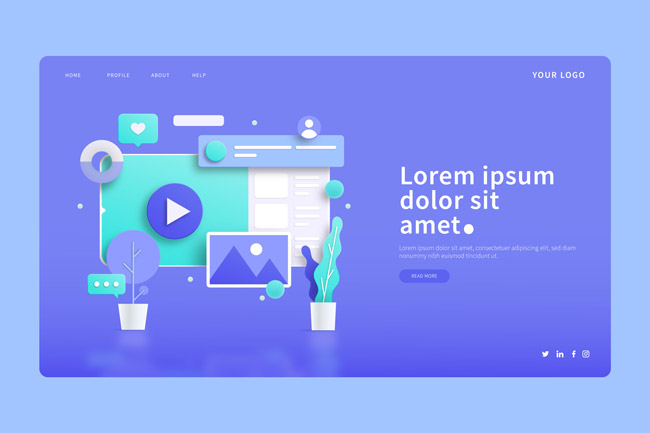 HOME PROFILE ABOUT HELP YOUR LOGO
Lorem ipsum
dolor sit
amet
Lorem ipsum dolor sit amet, consectetuer adipiscing elit, sed diam
nonummy nibh euismod tincidunt ut.
READ MORE